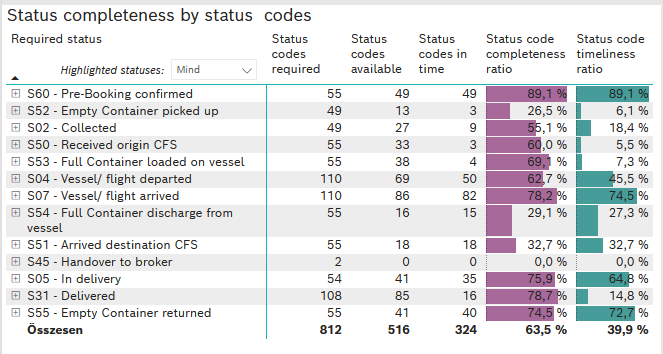 Status completeness by status codes
Required status Status codes required Status codes available Status codes in time Status code completeness ratio Status code timeliness ratio
Highlighted statuses: Mind
S60 - Pre-Booking confirmed 55 49 49 89,1 % 89,1 %
S52 - Empty Container picked up 49 13 3 26,5 % 6,1 %
S02 - Collected 49 27 9 55,1 % 18,4 %
S50 - Received origin CFS 55 33 3 60,0 % 5,5 %
S53 - Full Container loaded on vessel 55 38 4 69,1 % 7,3 %
S04 - Vessel/ flight departed 110 69 50 62,7 % 45,5 %
S07 - Vessel/ flight arrived 110 86 82 78,2 % 74,5 %
S54 - Full Container discharge from vessel 55 16 15 29,1 % 27,3 %
S51 - Arrived destination CFS 55 18 18 32,7 % 32,7 %
S45 - Handover to broker 2 0 0 0,0 % 0,0 %
S05 - In delivery 54 41 35 75,9 % 64,8 %
S31 - Delivered 108 85 16 78,7 % 14,8 %
S55 - Empty Container returned 55 41 40 74,5 % 72,7 %
Összesen 812 516 324 63,5 % 39,9 %